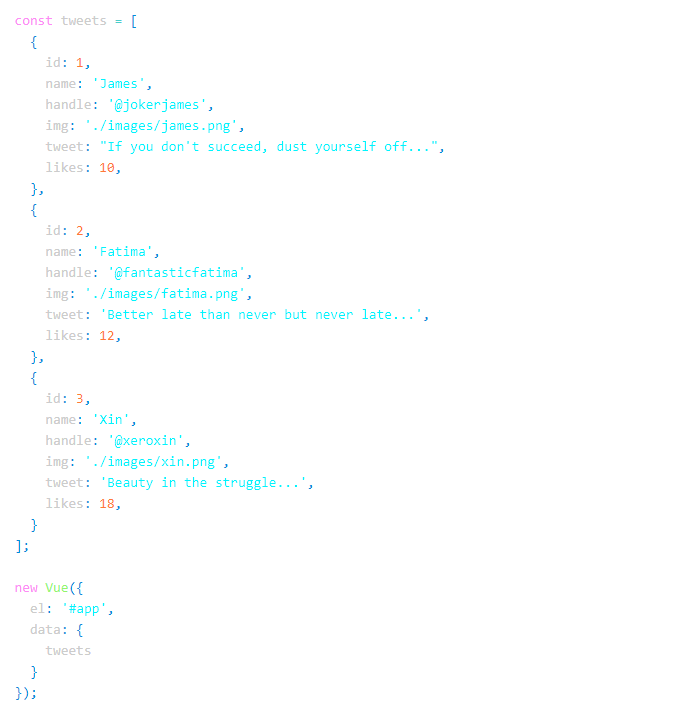 const tweets = [
  {
    id: 1,
    name: 'James',
    handle: '@jokerjames',
    img: './images/james.png',
    tweet: "If you don't succeed, dust yourself off...",
    likes: 10,
  },
  {
    id: 2,
    name: 'Fatima',
    handle: '@fantasticfatima',
    img: './images/fatima.png',
    tweet: 'Better late than never but never late...',
    likes: 12,
  },
  {
    id: 3,
    name: 'Xin',
    handle: '@xeroxin',
    img: './images/xin.png',
    tweet: 'Beauty in the struggle...',
    likes: 18,
  }
];

new Vue({
  el: '#app',
  data: {
    tweets
  }
});